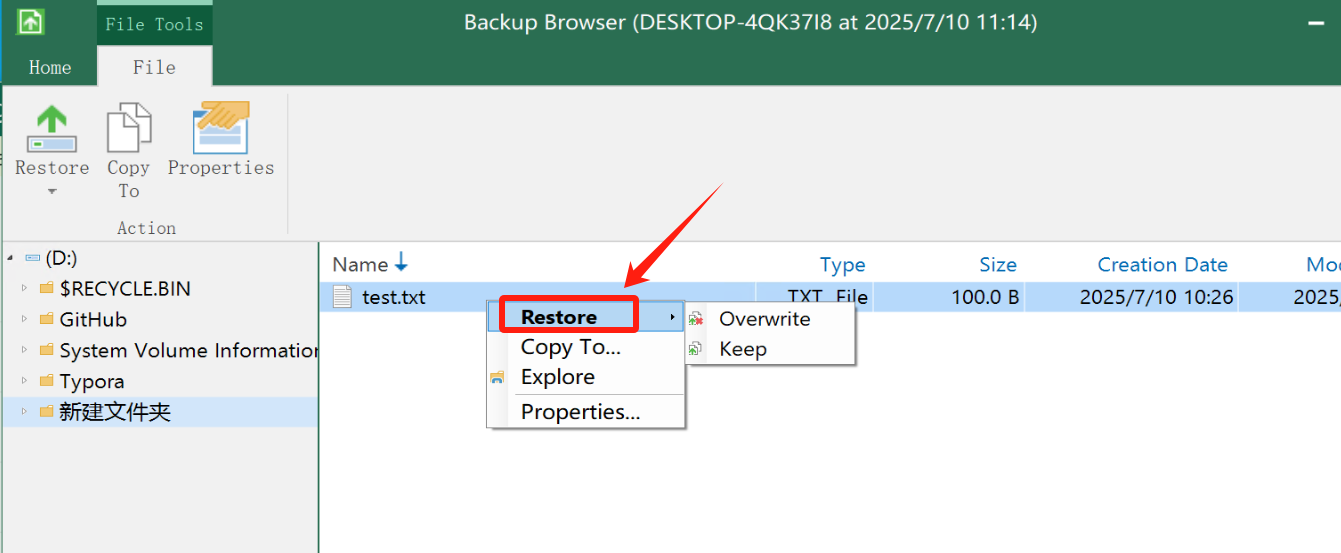 File Tools
Backup Browser (DESKTOP-4QK37I8 at 2025/7/10 11:14)
Home
File
Restore
Copy To
Properties
Action
(D:)
$RECYCLE.BIN
GitHub
System Volume Information
Typora
新建文件夹
Name Type Size Creation Date Mo
test.txt TXT File 100.0 B 2025/7/10 10:26 2025/
Restore
Copy To...
Explore
Properties...
Overwrite
Keep